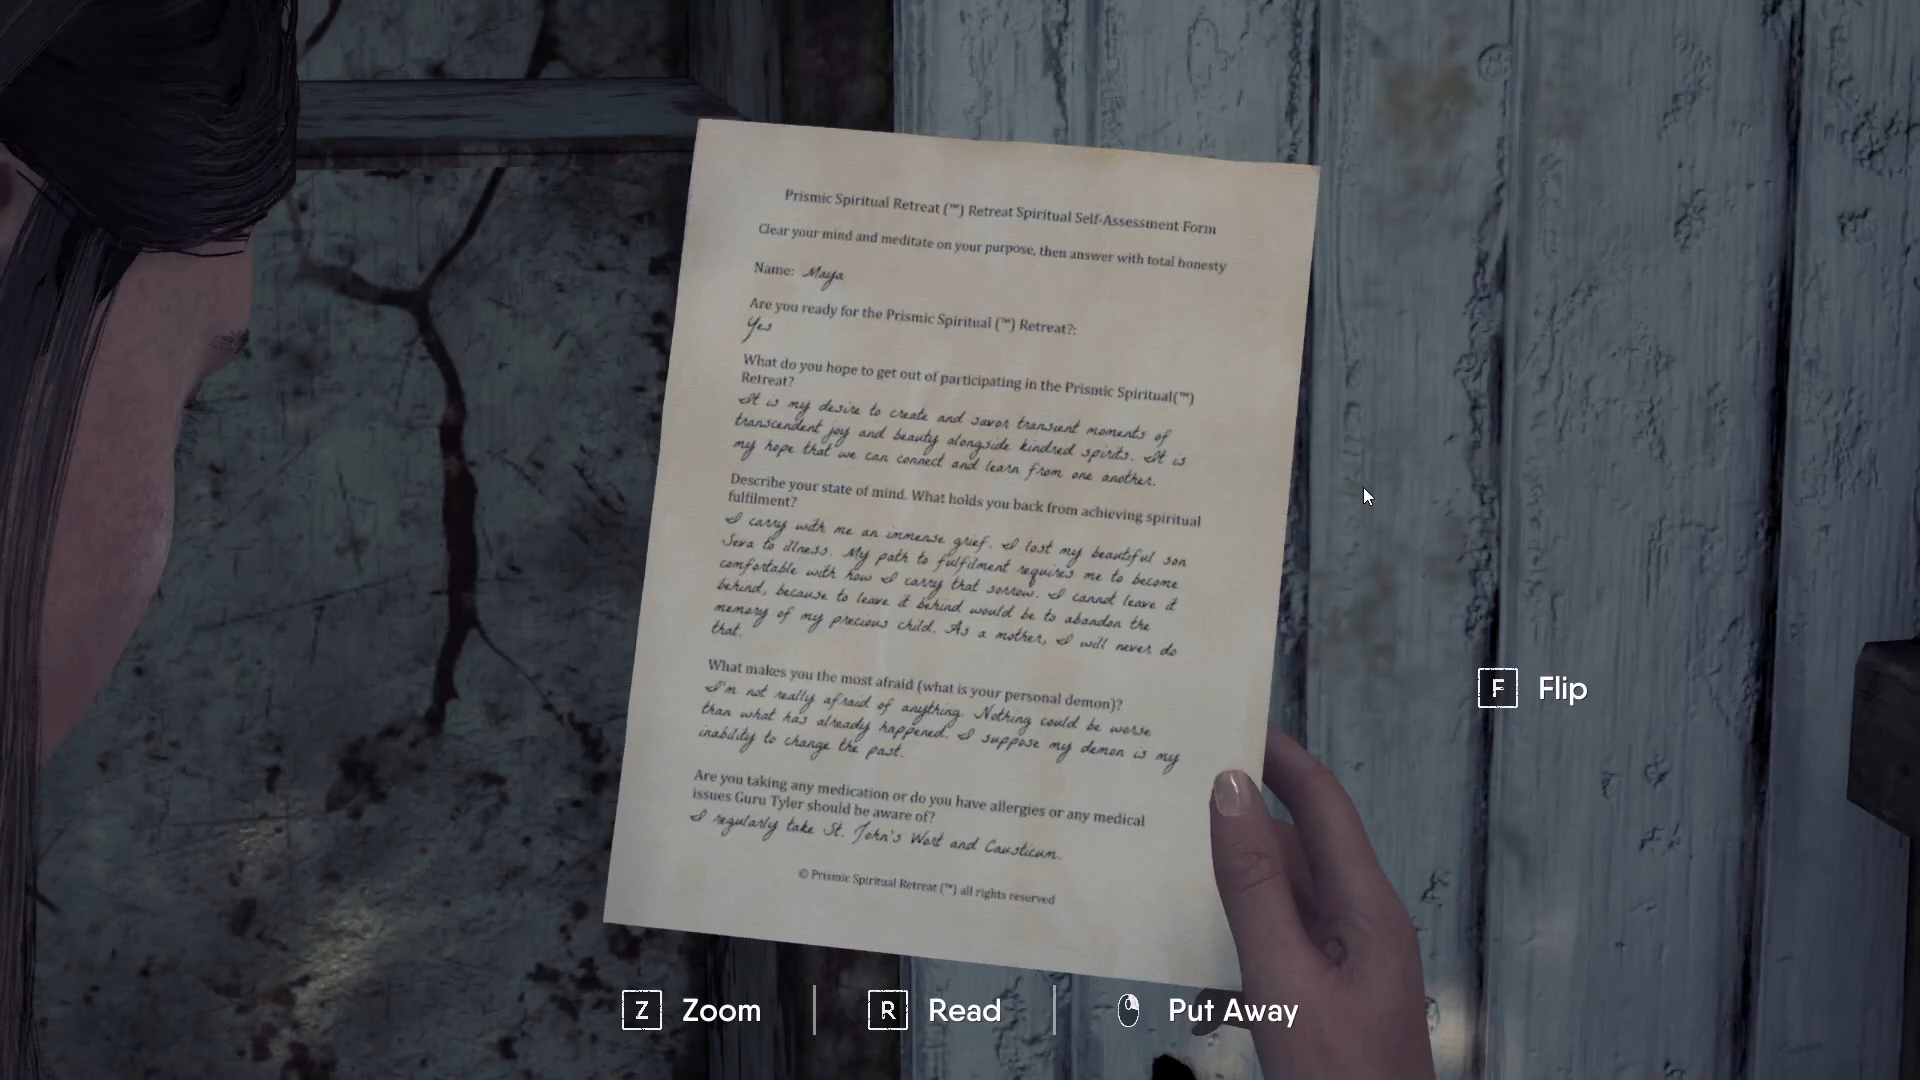 Prismic Spiritual Retreat (™) Retreat Spiritual Self-Assessment Form
Clear your mind and meditate on your purpose, then answer with total honesty
Name: Maya
Are you ready for the Prismic Spiritual (™) Retreat?:
Yes
What do you hope to get out of participating in the Prismic Spiritual(™)
Retreat?
It is my desire to create and savor transient moments of
transcendent joy and beauty alongside kindred spirits. It is
my hope that we can connect and learn from one another.
Describe your state of mind. What holds you back from achieving spiritual
fulfilment?
I carry with me an immense grief. I lost my beautiful son
Seva to illness. My path to fulfilment requires me to become
comfortable with how I carry that sorrow. I cannot leave it
behind, because to leave it behind would be to abandon the
memory of my precious child. As a mother, I will never do
that.
What makes you the most afraid (what is your personal demon)?
I'm not really afraid of anything. Nothing could be worse
than what has already happened. I suppose my demon is my
inability to change the past.
Are you taking any medication or do you have allergies or any medical
issues Guru Tyler should be aware of?
I regularly take St. John's Wort and Causticum.
© Prismic Spiritual Retreat (™) all rights reserved
F Flip
Z Zoom
R Read
Put Away